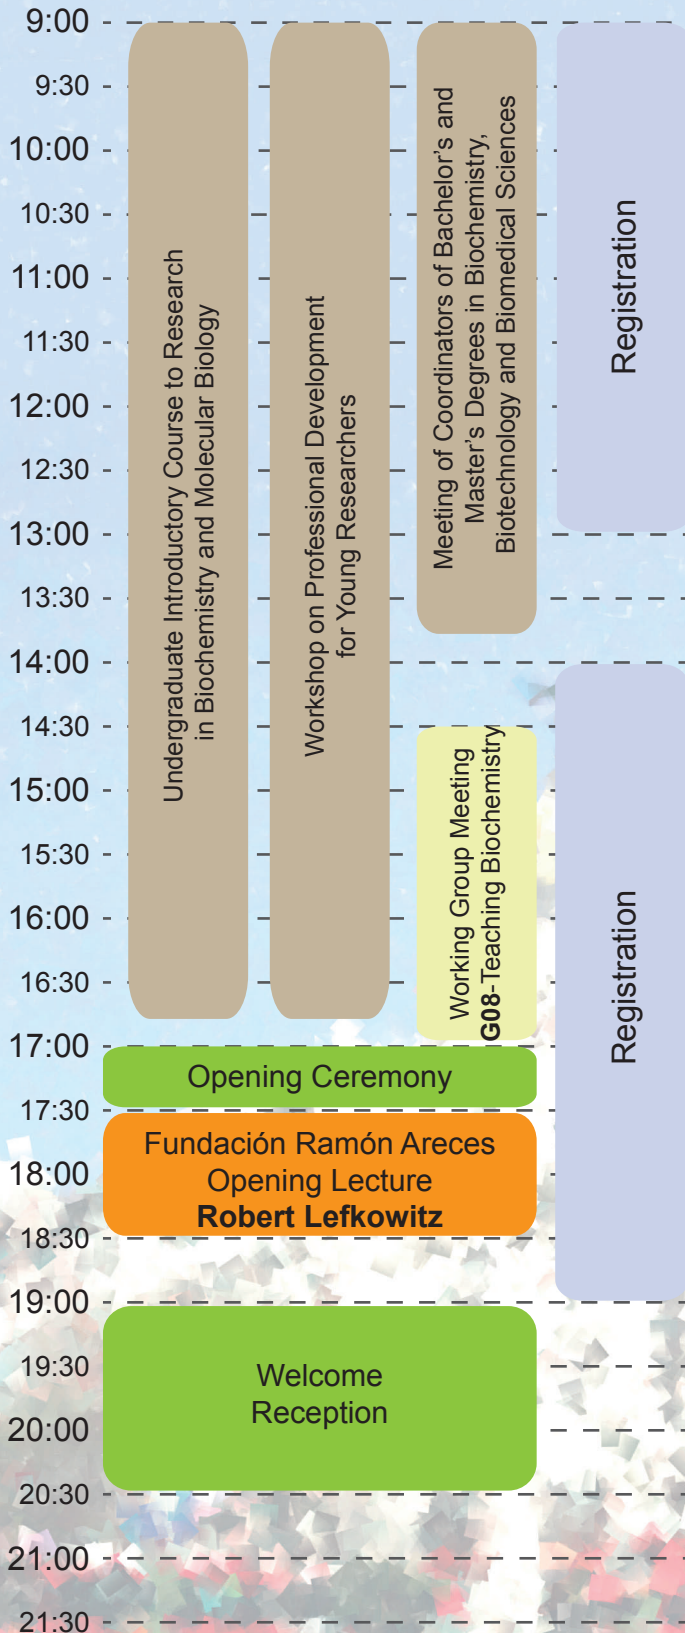 9:00
9:30
10:00
10:30
11:00
11:30
12:00
12:30
13:00
13:30
14:00
14:30
15:00
15:30
16:00
16:30
17:00
17:30
18:00
18:30
19:00
19:30
20:00
20:30
21:00
21:30
Undergraduate Introductory Course to Research
in Biochemistry and Molecular Biology
Workshop on Professional Development
for Young Researchers
Meeting of Coordinators of Bachelor's and
Master's Degrees in Biochemistry,
Biotechnology and Biomedical Sciences
Registration
Working Group Meeting
G08-Teaching Biochemistry
Registration
Opening Ceremony
Fundación Ramón Areces
Opening Lecture
Robert Lefkowitz
Welcome
Reception